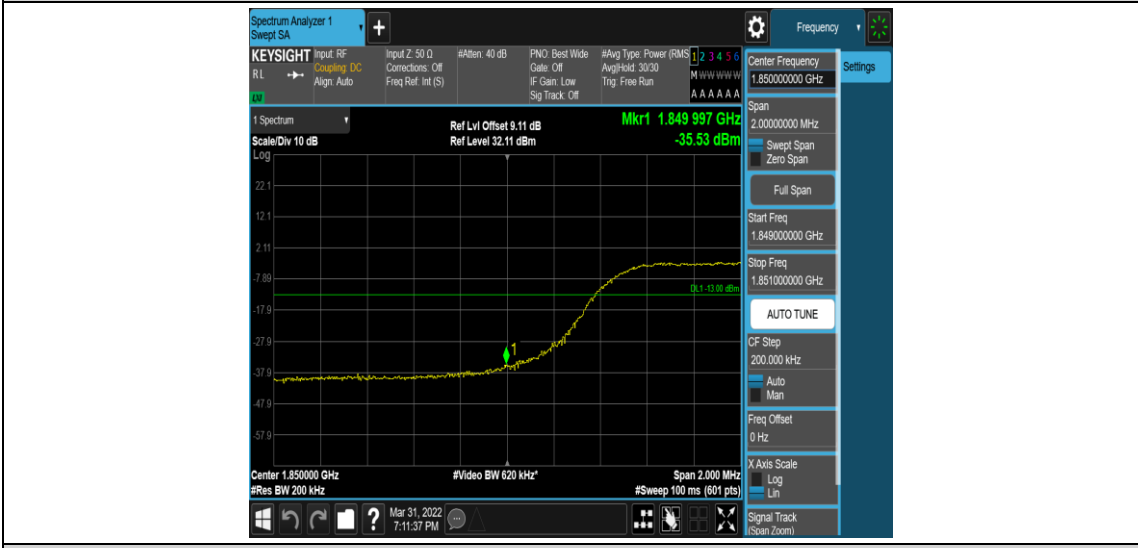 Spectrum Analyzer 1
Swept SA
+
Frequency
KEYSIGHT
RL
LXI
Input: RF
Coupling: DC
Align: Auto
Input Z: 50 Ω
Corrections: Off
Freq Ref: Int (S)
#Atten: 40 dB
PNO: Best Wide
Gate: Off
IF Gain: Low
Sig Track: Off
#Avg Type: Power (RMS
Avg|Hold: 30/30
Trig: Free Run
1 2 3 4 5 6
M W W W W W
A A A A A A
1 Spectrum
Scale/Div 10 dB
Log
Ref Lvl Offset 9.11 dB
Ref Level 32.11 dBm
Mkr1 1.849 997 GHz
-35.53 dBm
22.1
12.1
2.11
-7.89
DL1 -13.00 dBm
-17.9
-27.9
1
-37.9
-47.9
-57.9
Center 1.850000 GHz
#Video BW 620 kHz*
Span 2.000 MHz
#Res BW 200 kHz
#Sweep 100 ms (601 pts)
?
Mar 31, 2022
7:11:37 PM
Center Frequency
1.850000000 GHz
Settings
Span
2.00000000 MHz
Swept Span
Zero Span
Full Span
Start Freq
1.849000000 GHz
Stop Freq
1.851000000 GHz
AUTO TUNE
CF Step
200.000 kHz
Auto
Man
Freq Offset
0 Hz
X Axis Scale
Log
Lin
Signal Track
(Span Zoom)